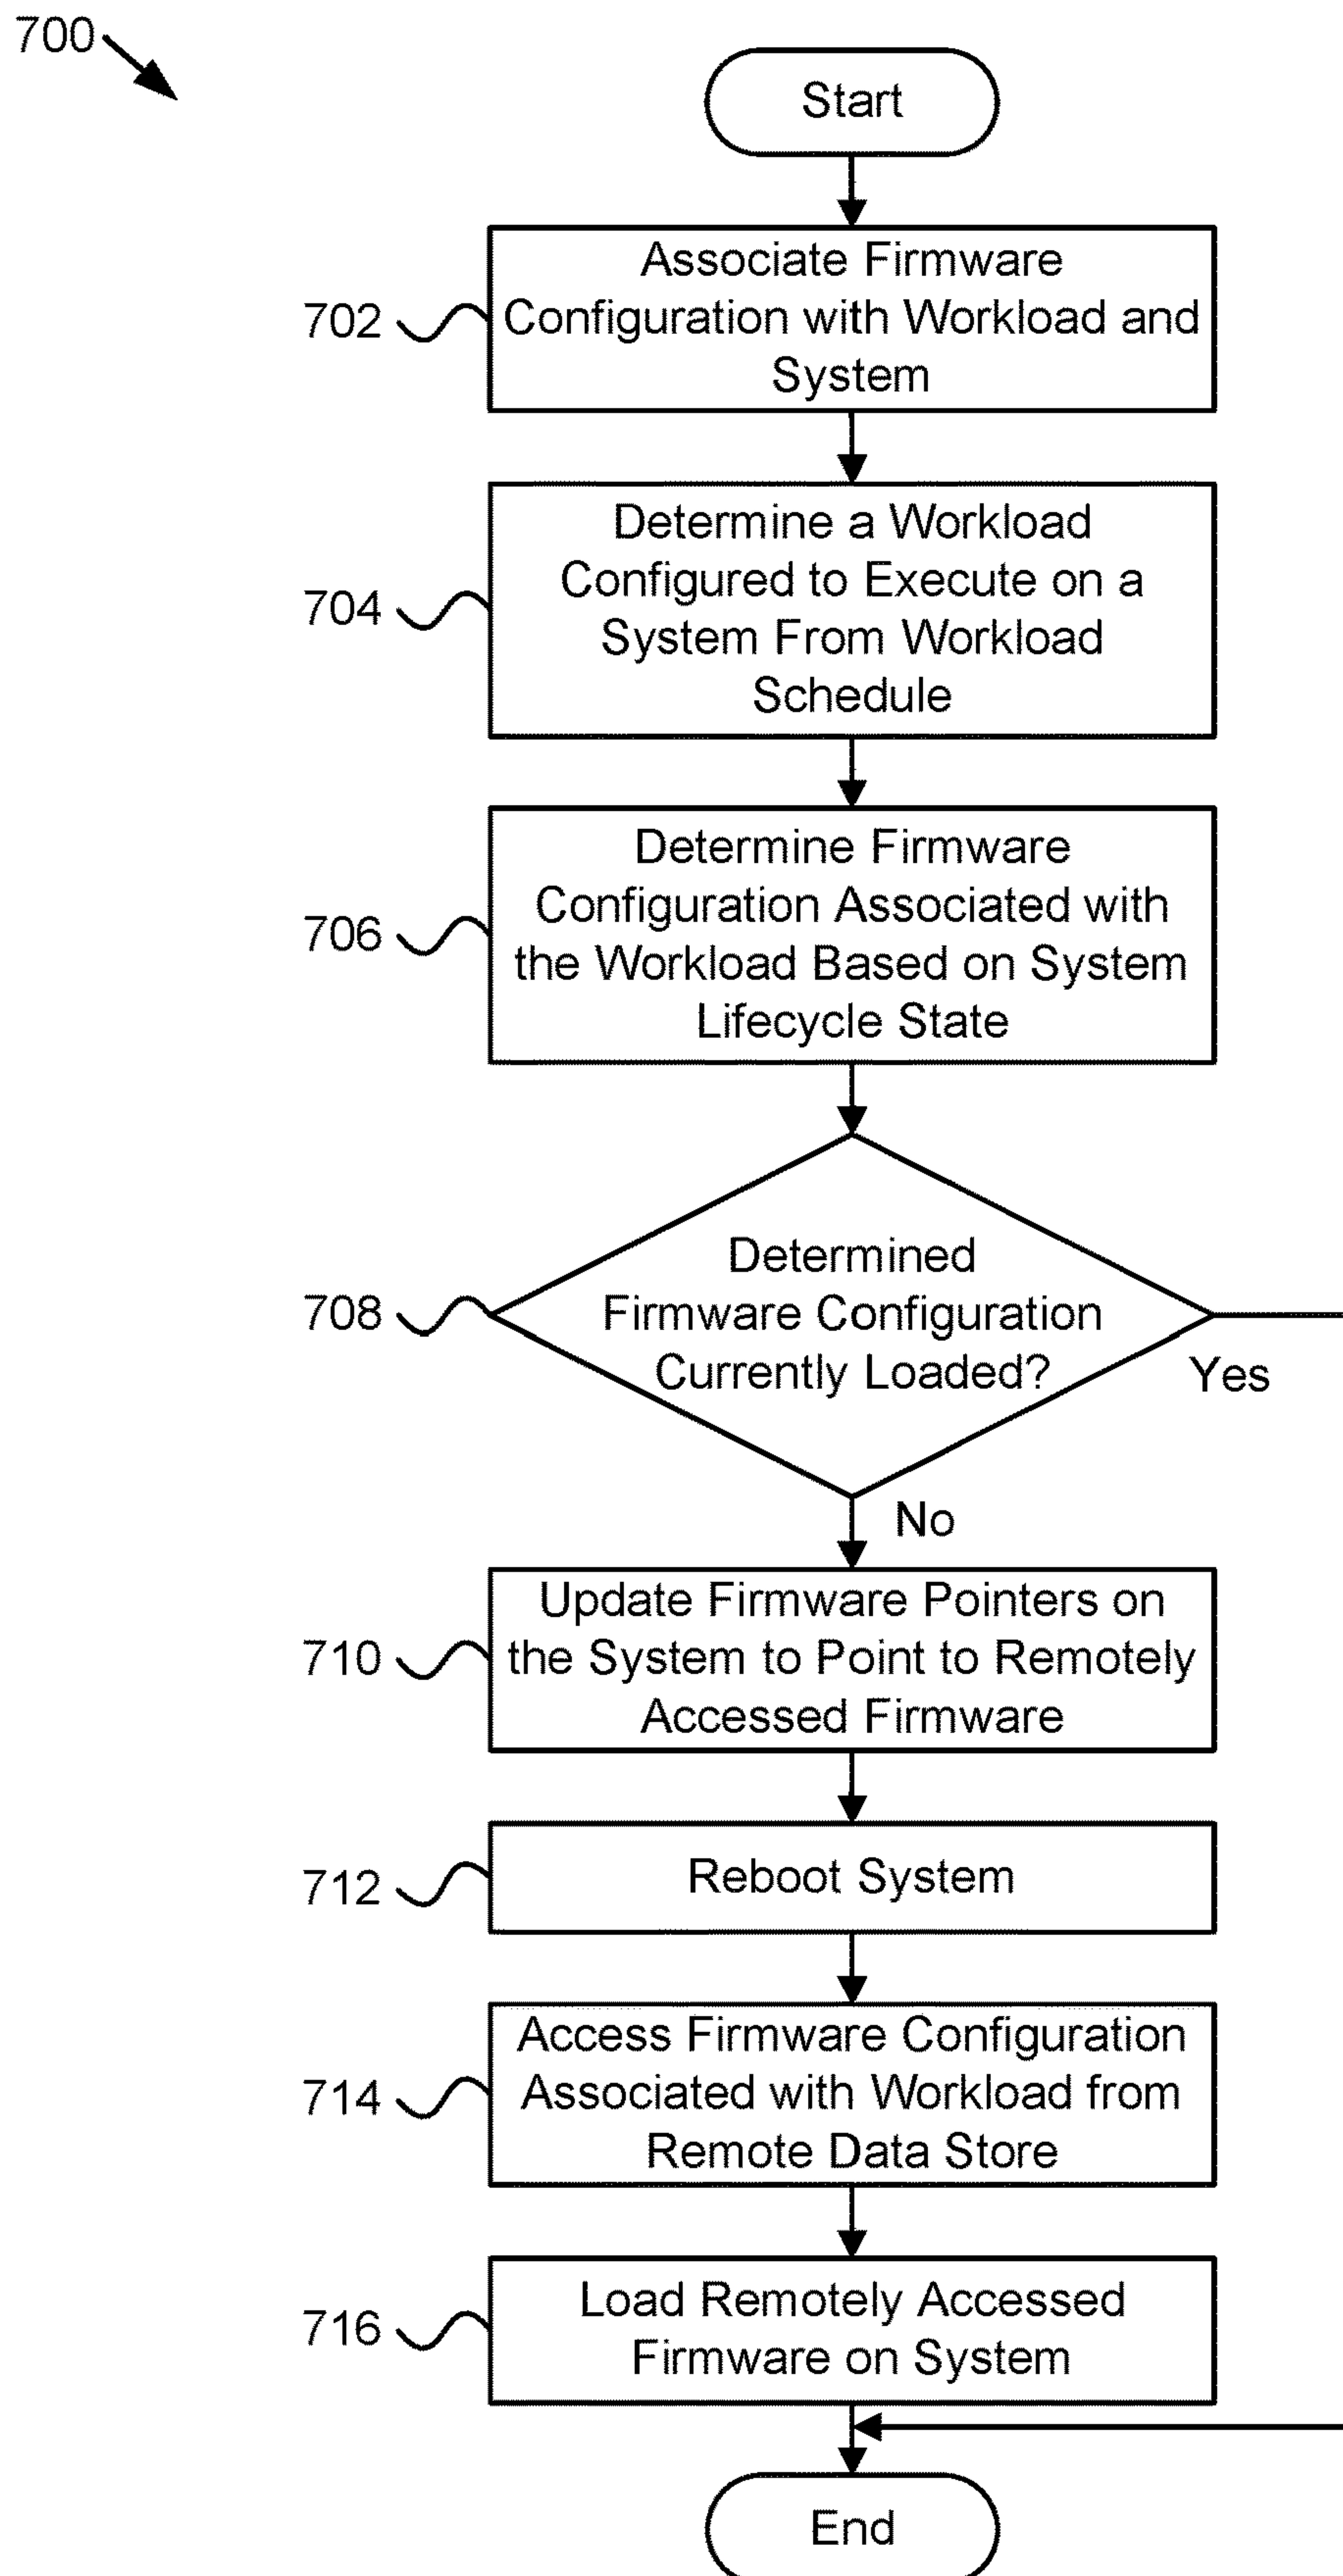 700
Start
702
Associate Firmware
Configuration with Workload and
System
704
Determine a Workload
Configured to Execute on a
System From Workload
Schedule
706
Determine Firmware
Configuration Associated with
the Workload Based on System
Lifecycle State
708
Determined
Firmware Configuration
Currently Loaded?
Yes
No
710
Update Firmware Pointers on
the System to Point to Remotely
Accessed Firmware
712
Reboot System
714
Access Firmware Configuration
Associated with Workload from
Remote Data Store
716
Load Remotely Accessed
Firmware on System
End